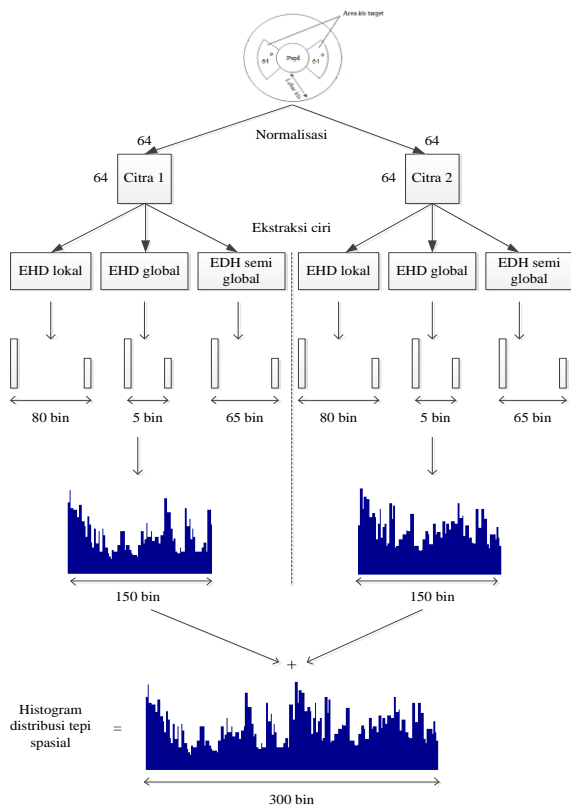 Area iris target
64
Pupil
64
Lebar iris
64
Normalisasi
64
64
Citra 1
64
Citra 2
Ekstraksi ciri
EHD lokal
EHD global
EDH semi
global
EHD lokal
EHD global
EDH semi
global
80 bin
5 bin
65 bin
80 bin
5 bin
65 bin
150 bin
150 bin
+
Histogram
distribusi tepi
spasial
=
300 bin